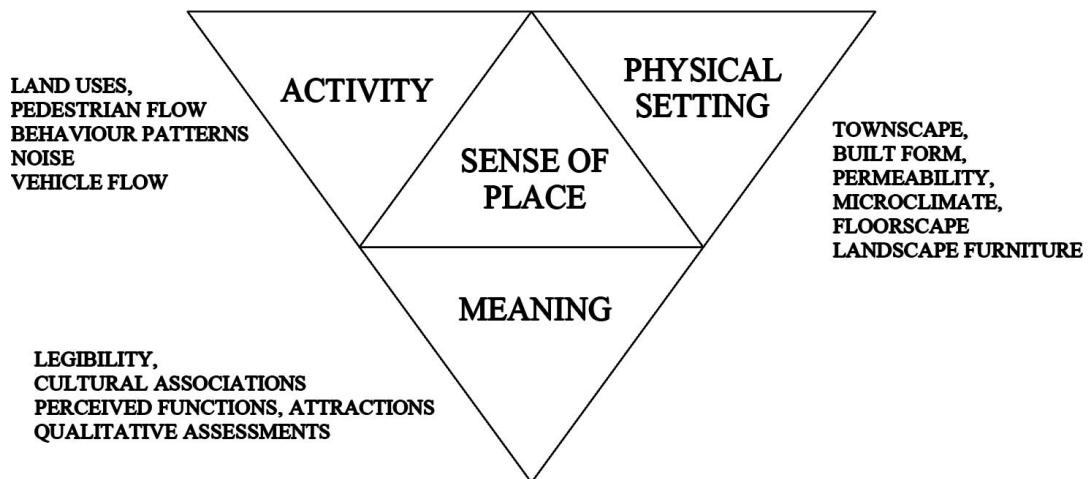 LAND USES,
PEDESTRIAN FLOW
BEHAVIOUR PATTERNS
NOISE
VEHICLE FLOW
ACTIVITY
PHYSICAL
SETTING
SENSE OF
PLACE
TOWNSCAPE,
BUILT FORM,
PERMEABILITY,
MICROCLIMATE,
FLOORSCAPE
LANDSCAPE FURNITURE
MEANING
LEGIBILITY,
CULTURAL ASSOCIATIONS
PERCEIVED FUNCTIONS, ATTRACTIONS
QUALITATIVE ASSESSMENTS